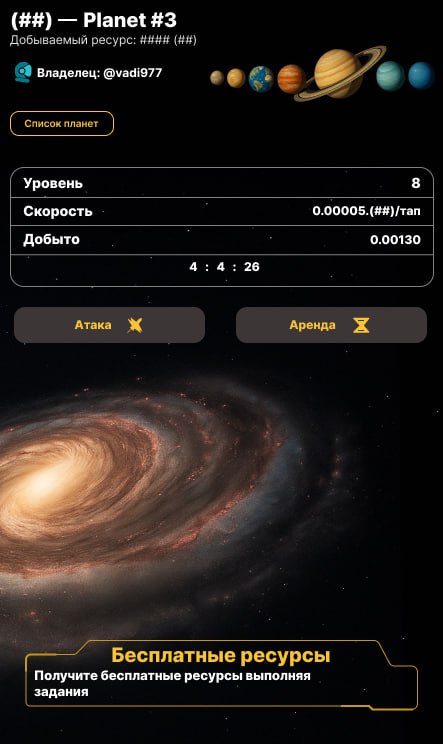 (##) — Planet #3
Добываемый ресурс: #### (##)
Владелец: @vadi977
Список планет
Уровень 8
Скорость 0.00005.(##)/тап
Добыто 0.00130
4 : 4 : 26
Атака Аренда
Бесплатные ресурсы
Получите бесплатные ресурсы выполняя
задания